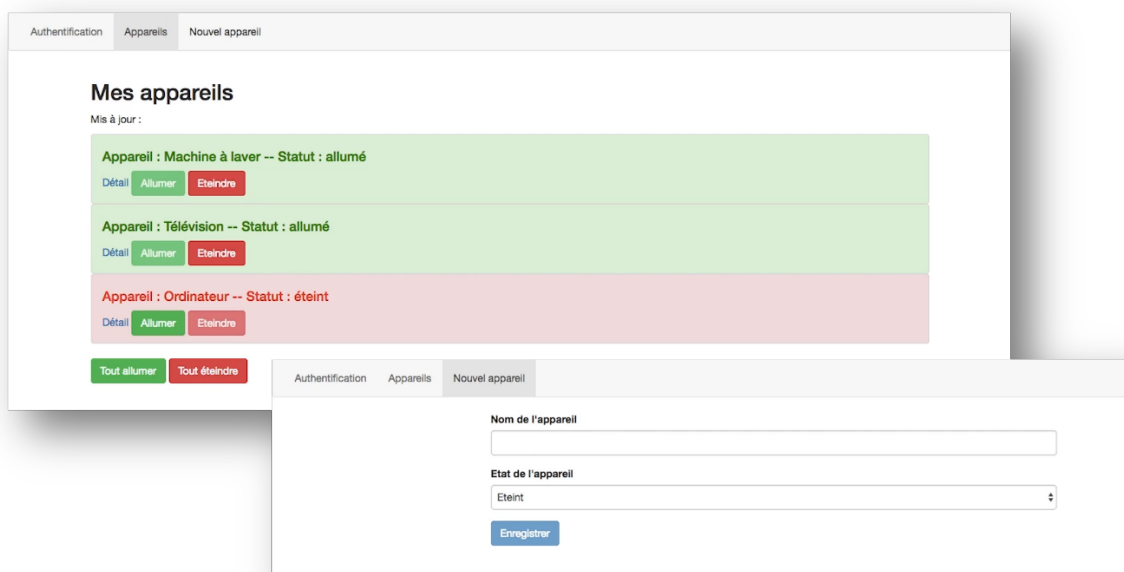 Authentification Appareils Nouvel appareil
Mes appareils
Mis à jour :
Appareil : Machine à laver -- Statut : allumé
Détail Allumer Eteindre
Appareil : Télévision -- Statut : allumé
Détail Allumer Eteindre
Appareil : Ordinateur -- Statut : éteint
Détail Allumer Eteindre
Tout allumer Tout éteindre
Authentification Appareils Nouvel appareil
Nom de l'appareil
Etat de l'appareil
Eteint
Enregistrer